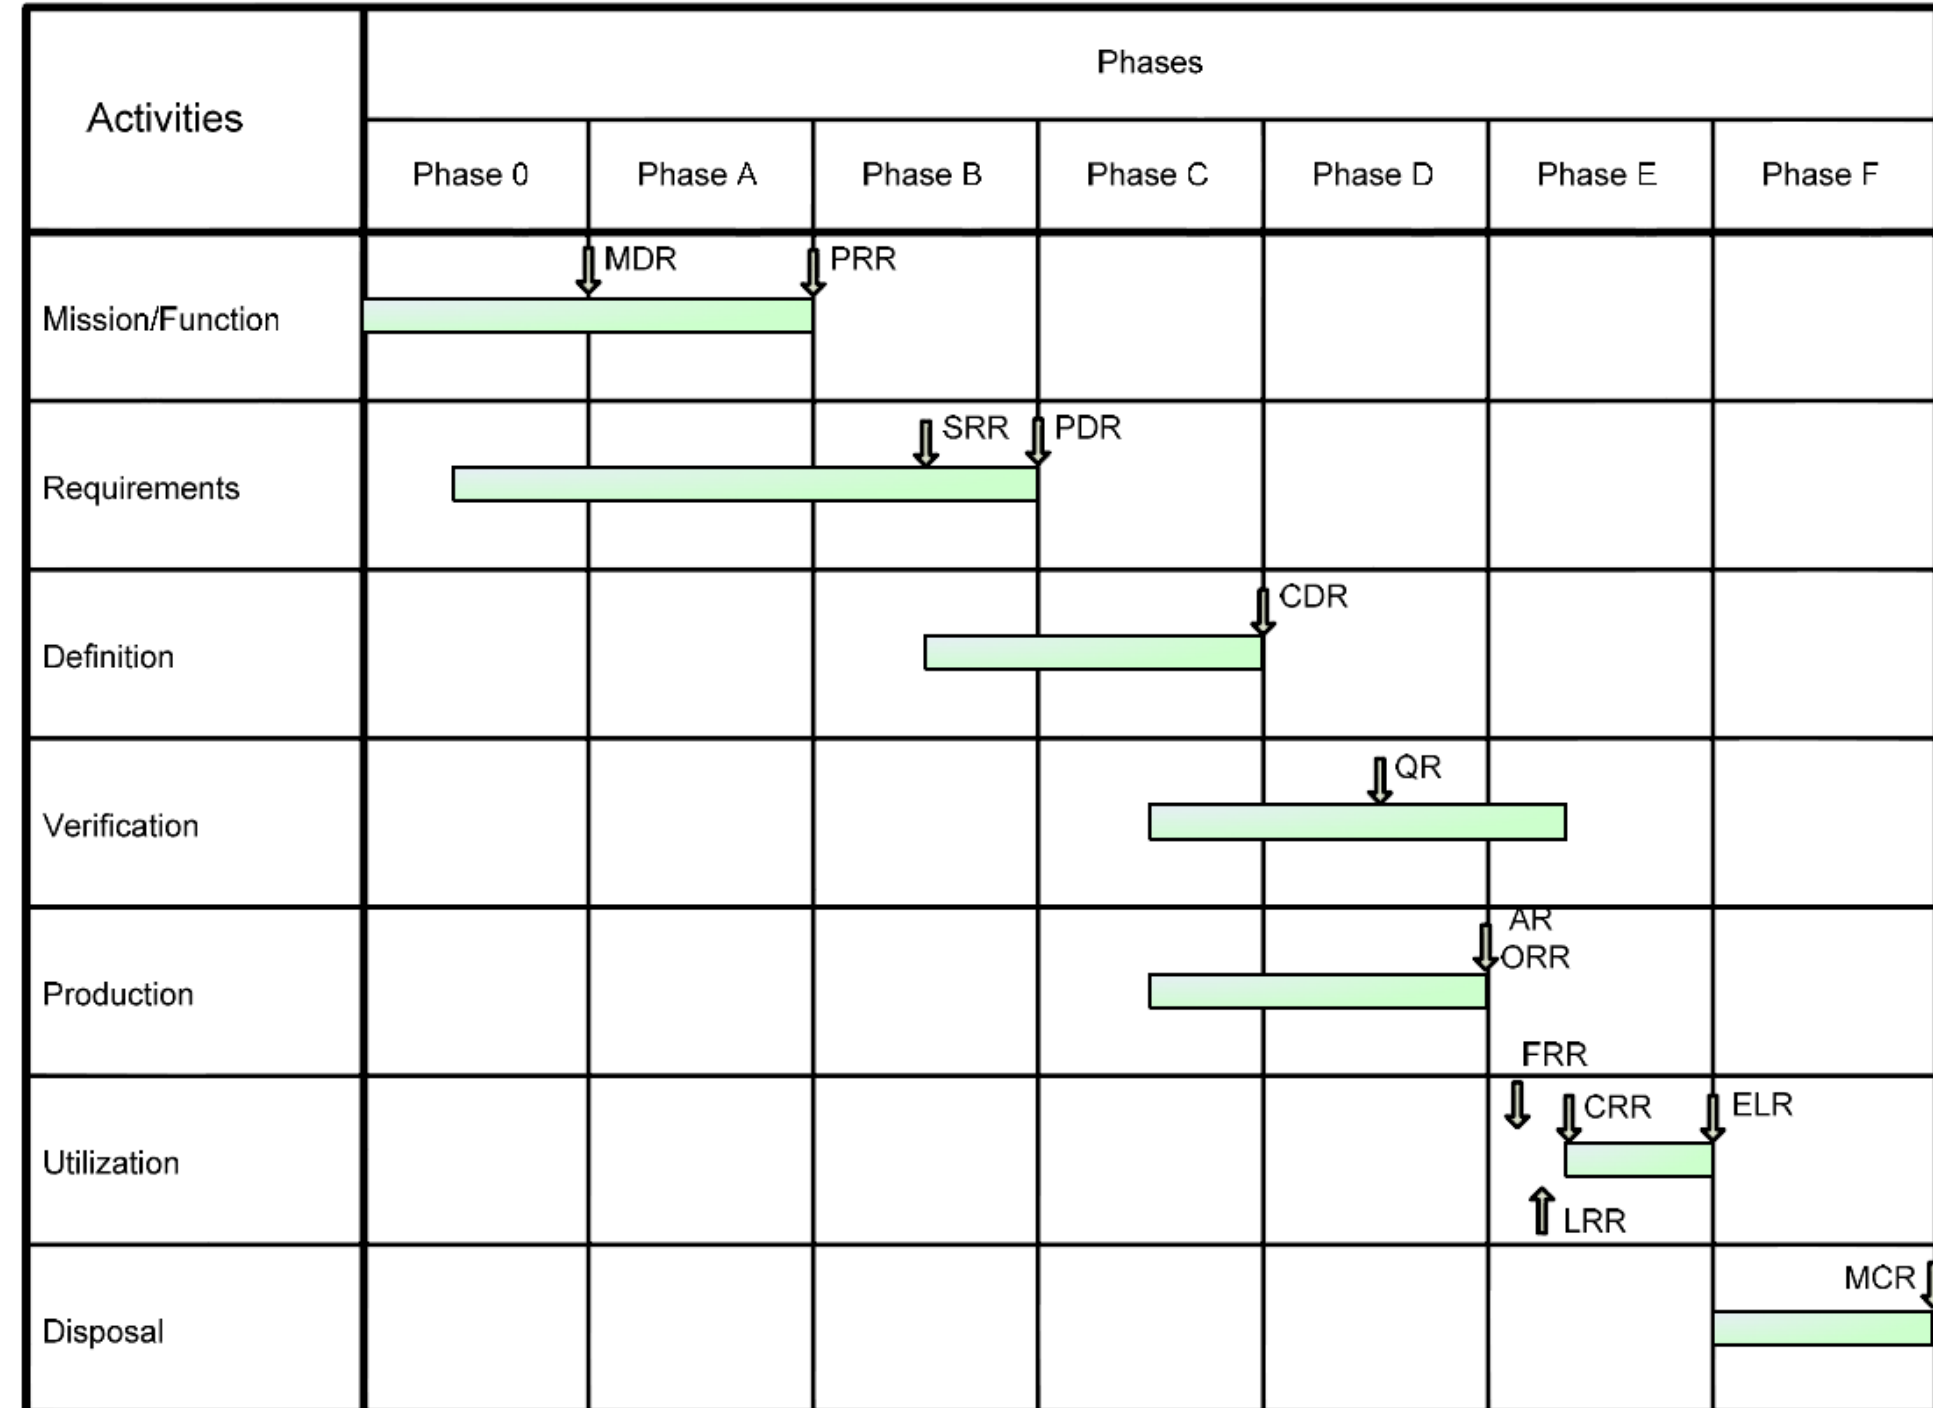 Phases
Activities
Phase 0 Phase A Phase B Phase C Phase D Phase E Phase F
MDR PRR
Mission/Function
SRR PDR
Requirements
CDR
Definition
QR
Verification
AR
ORR
Production
FRR
CRR ELR
Utilization
LRR
MCR
Disposal